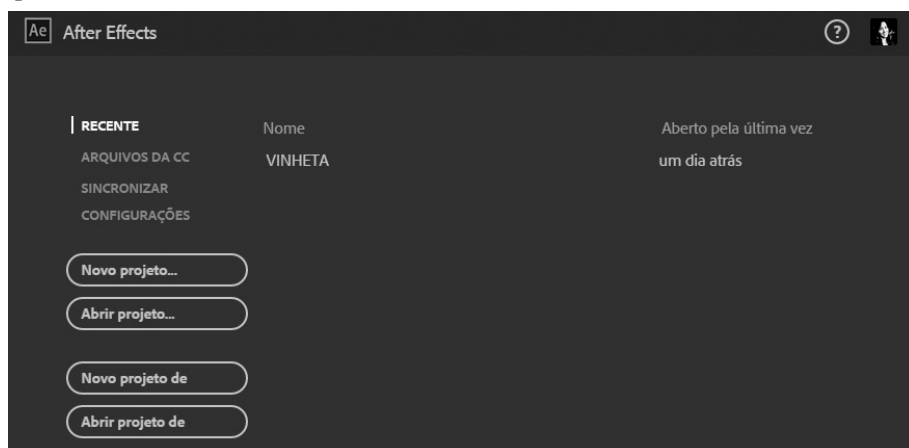 Ae After Effects ?
RECENTE Nome Aberto pela última vez
ARQUIVOS DA CC VINHETA um dia atrás
SINCRONIZAR
CONFIGURAÇÕES
Novo projeto...
Abrir projeto...
Novo projeto de
Abrir projeto de